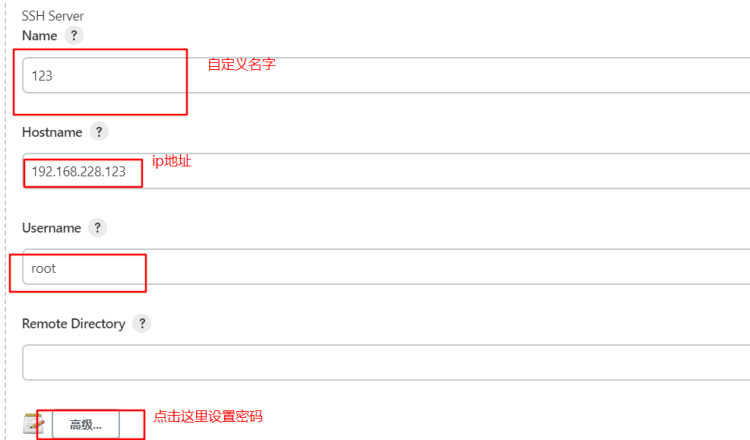 SSH Server
Name ?
自定义名字
123
Hostname ?
ip地址
192.168.228.123
Username ?
root
Remote Directory ?
高级...
点击这里设置密码